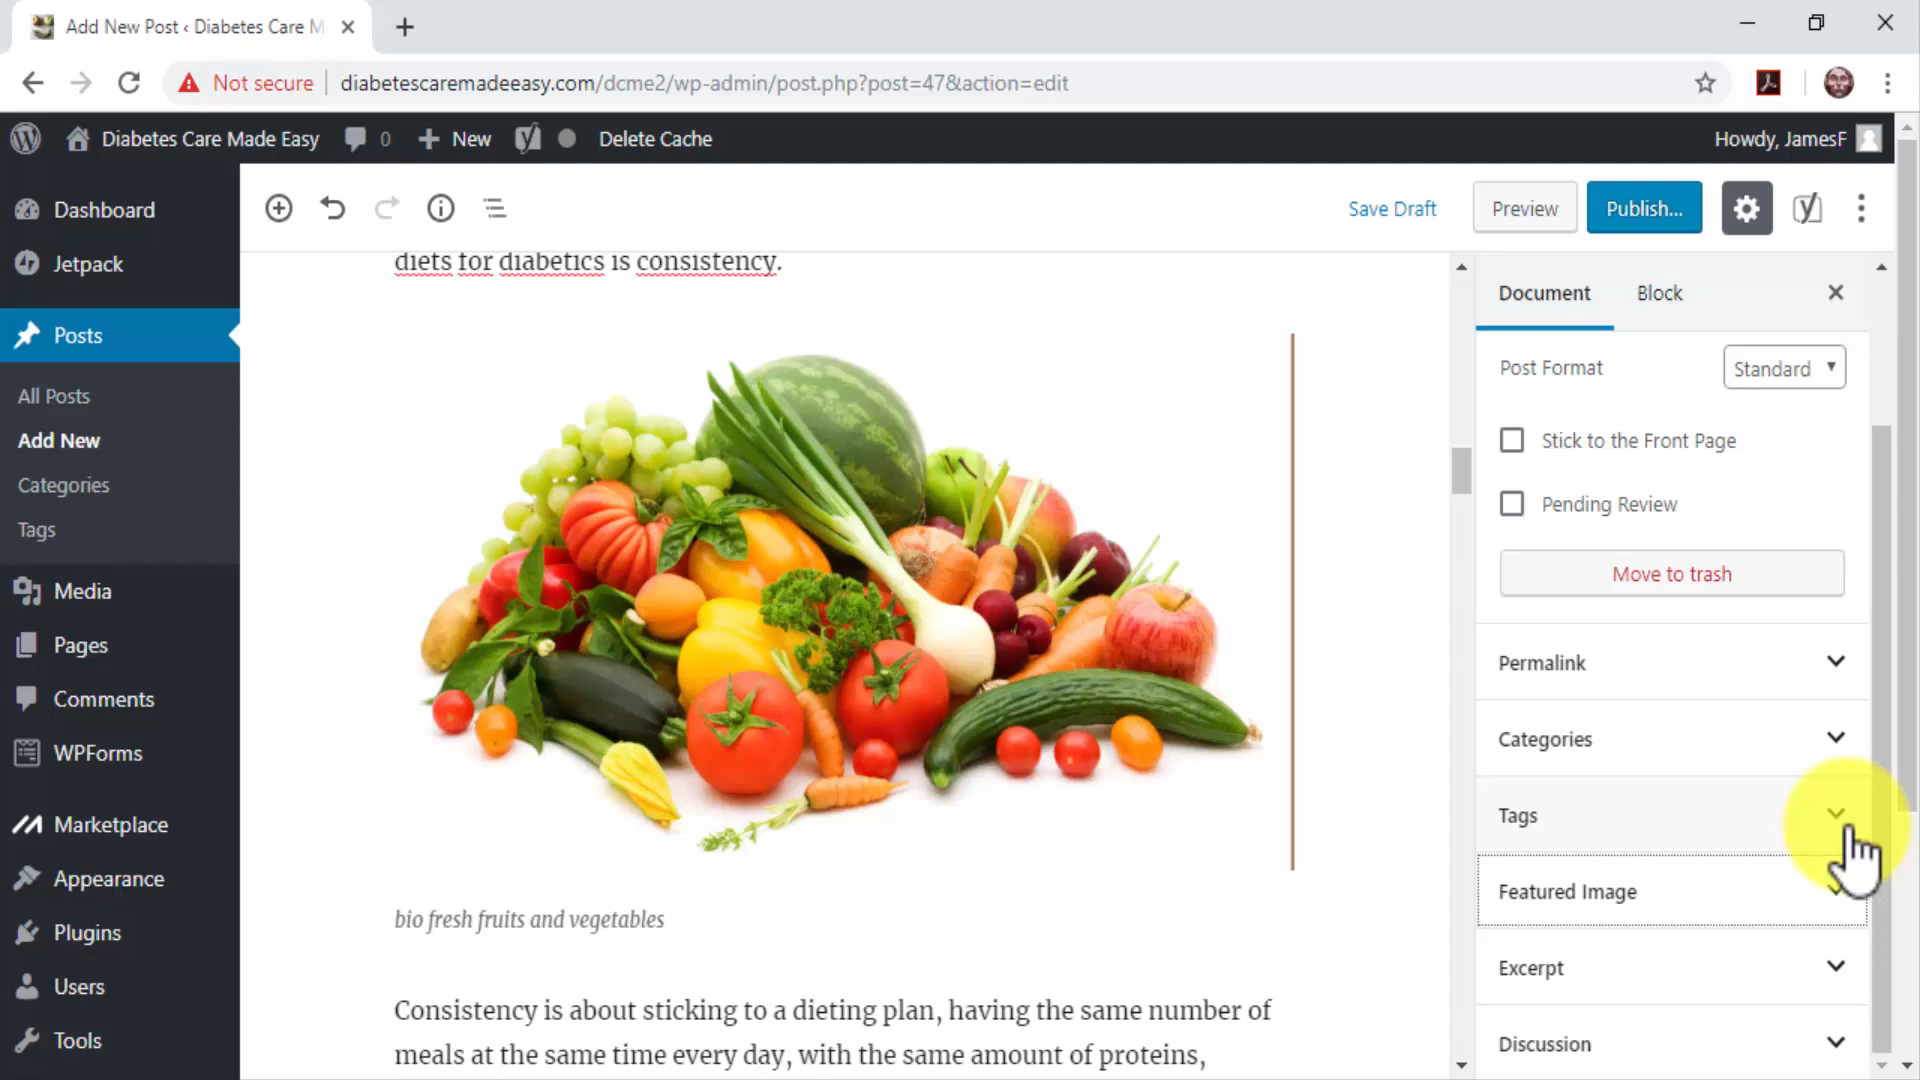 Add New Post ‹ Diabetes Care M
Not secure
diabetescaremadeeasy.com/dcme2/wp-admin/post.php?post=47&action=edit
Diabetes Care Made Easy
0
New
Delete Cache
Howdy, JamesF
Dashboard
Jetpack
Posts
All Posts
Add New
Categories
Tags
Media
Pages
Comments
WPForms
Marketplace
Appearance
Plugins
Users
Tools
Save Draft
Preview
Publish...
diets for diabetics is consistency.
bio fresh fruits and vegetables
Consistency is about sticking to a dieting plan, having the same number of
meals at the same time every day, with the same amount of proteins,
Document
Block
Post Format
Standard
Stick to the Front Page
Pending Review
Move to trash
Permalink
Categories
Tags
Featured Image
Excerpt
Discussion